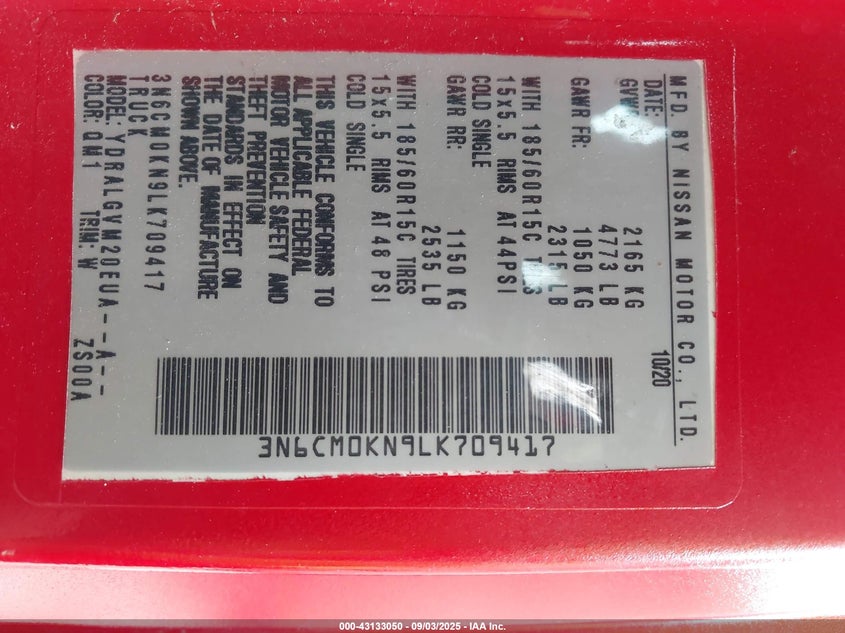 MFD. BY NISSAN MOTOR CO., LTD.
DATE: 10/20
2165 KG
4773 LB
GAWR FR: 1050 KG
2315 LB
WITH 185/60R15C TIRES
15x5.5 RIMS AT 44PSI
COLD SINGLE
GAWR RR: 1150 KG
2535 LB
WITH 185/60R15C TIRES
15x5.5 RIMS AT 48 PSI
COLD SINGLE
THIS VEHICLE CONFORMS TO
ALL APPLICABLE FEDERAL
MOTOR VEHICLE SAFETY AND
THEFT PREVENTION
STANDARDS IN EFFECT ON
THE DATE OF MANUFACTURE
SHOWN ABOVE.
3N6CM0KN9LK709417
TRUCK
MODEL: YDRALGYM20EUA--A--
COLOR: QM1 TRIM: W ZS00A
3N6CM0KN9LK709417
000-43133050 - 09/03/2025 - IAA Inc.